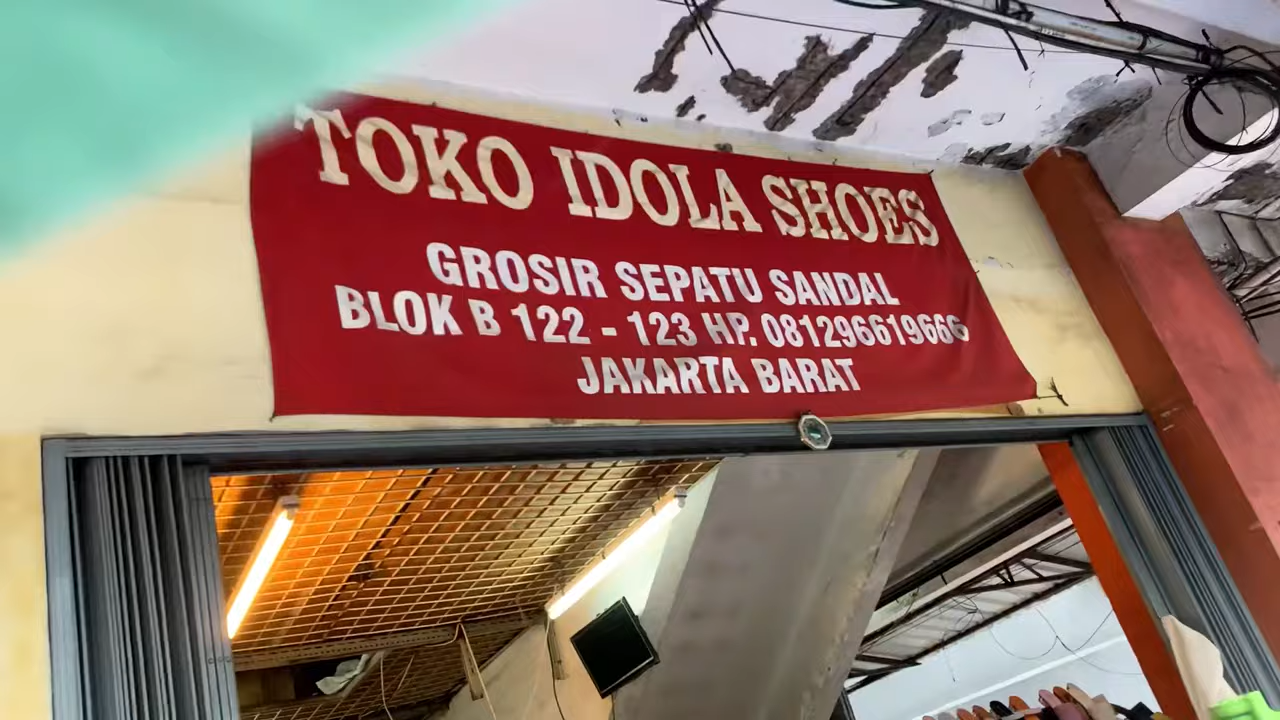 TOKO IDOLA SHOES
GROSIR SEPATU SANDAL
BLOK B 122 - 123 HP. 081296619666
JAKARTA BARAT